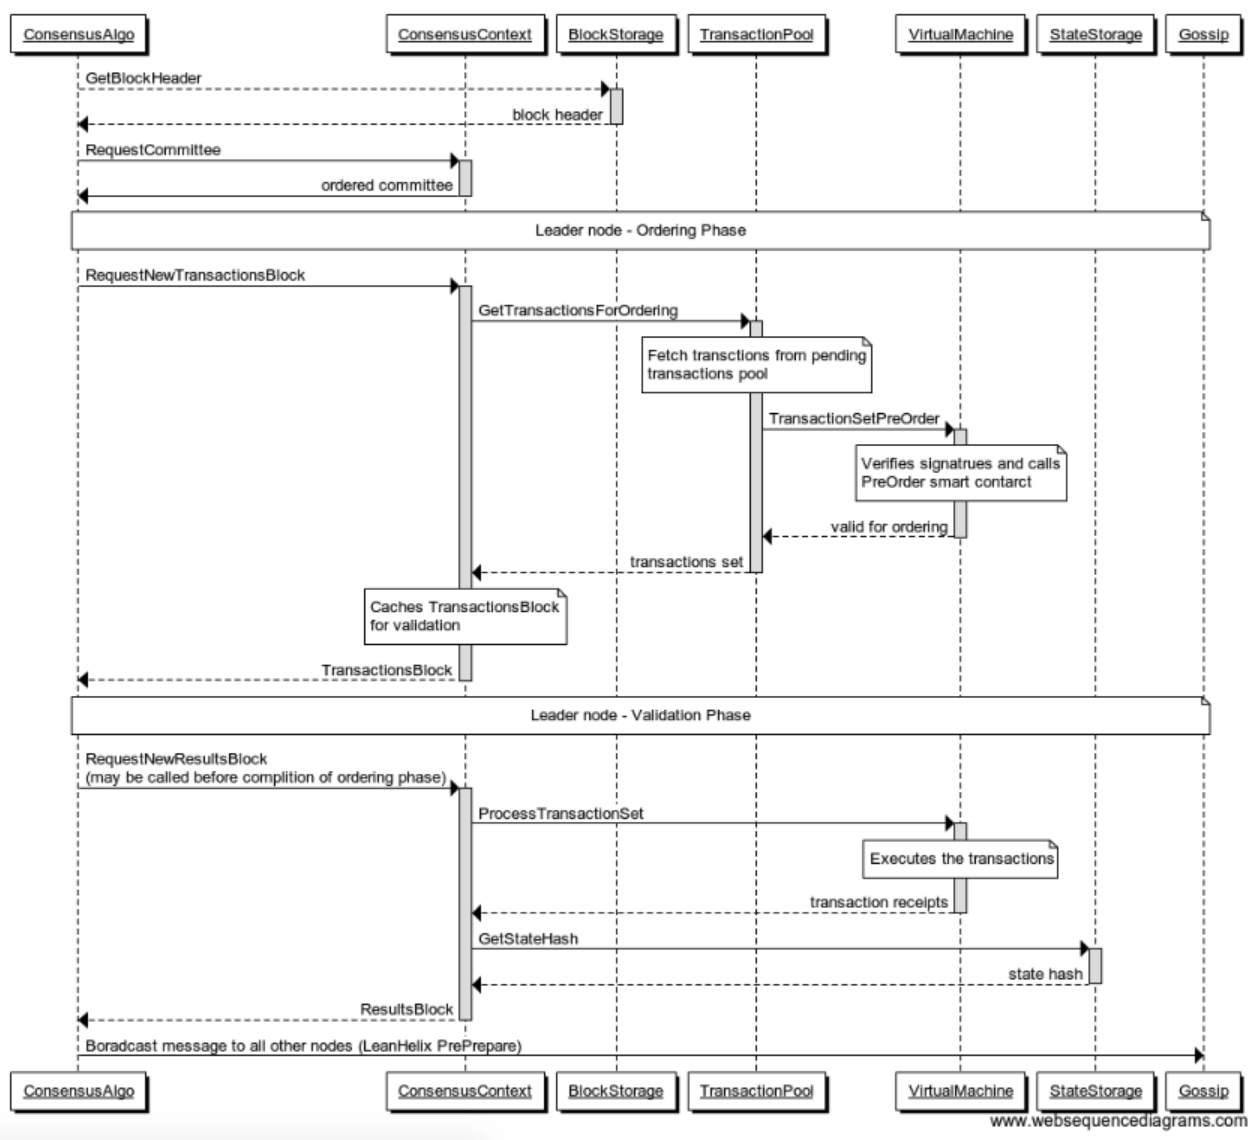 ConsensusAlgo ConsensusContext BlockStorage TransactionPool VirtualMachine StateStorage Gossip
GetBlockHeader
block header
RequestCommittee
ordered committee
Leader node - Ordering Phase
RequestNewTransactionsBlock
GetTransactionsForOrdering
Fetch transctions from pending
transactions pool
TransactionSetPreOrder
Verifies signatrues and calls
PreOrder smart contarct
valid for ordering
transactions set
Caches TransactionsBlock
for validation
TransactionsBlock
Leader node - Validation Phase
RequestNewResultsBlock
(may be called before complition of ordering phase)
ProcessTransactionSet
Executes the transactions
transaction receipts
GetStateHash
state hash
ResultsBlock
Boradcast message to all other nodes (LeanHelix PrePrepare)
ConsensusAlgo ConsensusContext BlockStorage TransactionPool VirtualMachine StateStorage Gossip
www.websequencediagrams.com